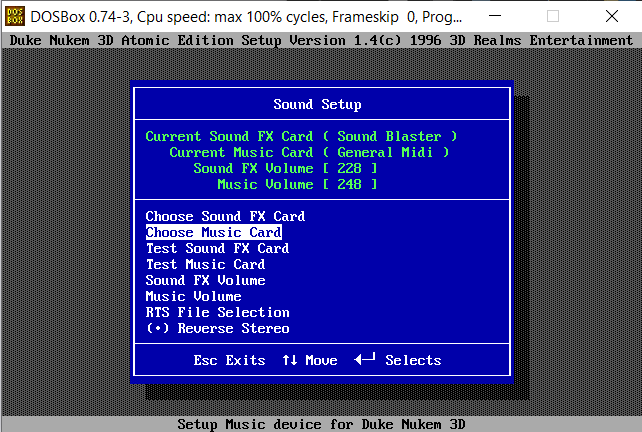 DOS
BOX
DOSBox 0.74-3, Cpu speed: max 100% cycles, Frameskip 0, Prog...
Duke Nukem 3D Atomic Edition Setup Version 1.4(c) 1996 3D Realms Entertainment
Sound Setup
Current Sound FX Card ( Sound Blaster )
Current Music Card ( General Midi )
Sound FX Volume [ 228 ]
Music Volume [ 248 ]
Choose Sound FX Card
Choose Music Card
Test Sound FX Card
Test Music Card
Sound FX Volume
Music Volume
RTS File Selection
(•) Reverse Stereo
Esc Exits ↑↓ Move ◄─┘ Selects
Setup Music device for Duke Nukem 3D